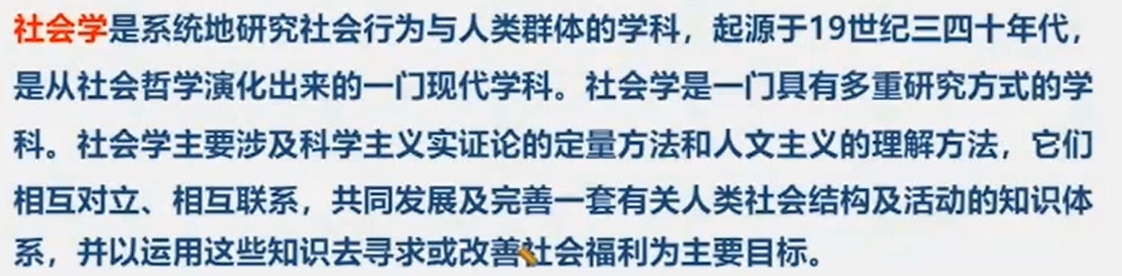 社会学是系统地研究社会行为与人类群体的学科，起源于19世纪三四十年代，
是从社会哲学演化出来的一门现代学科。社会学是一门具有多重研究方式的学
科。社会学主要涉及科学主义实证论的定量方法和人文主义的理解方法，它们
相互对立、相互联系，共同发展及完善一套有关人类社会结构及活动的知识体
系，并以运用这些知识去寻求或改善社会福利为主要目标。